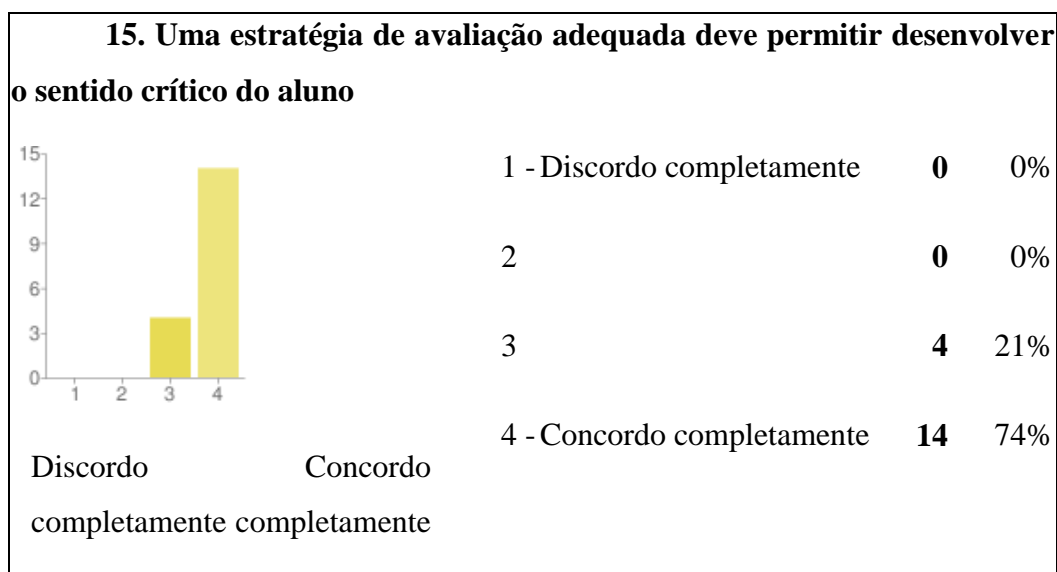 15. Uma estratégia de avaliação adequada deve permitir desenvolver
o sentido crítico do aluno
15
12
9
6
3
0
1 2 3 4
Discordo Concordo
completamente completamente
1 - Discordo completamente 0 0%
2 0 0%
3 4 21%
4 - Concordo completamente 14 74%